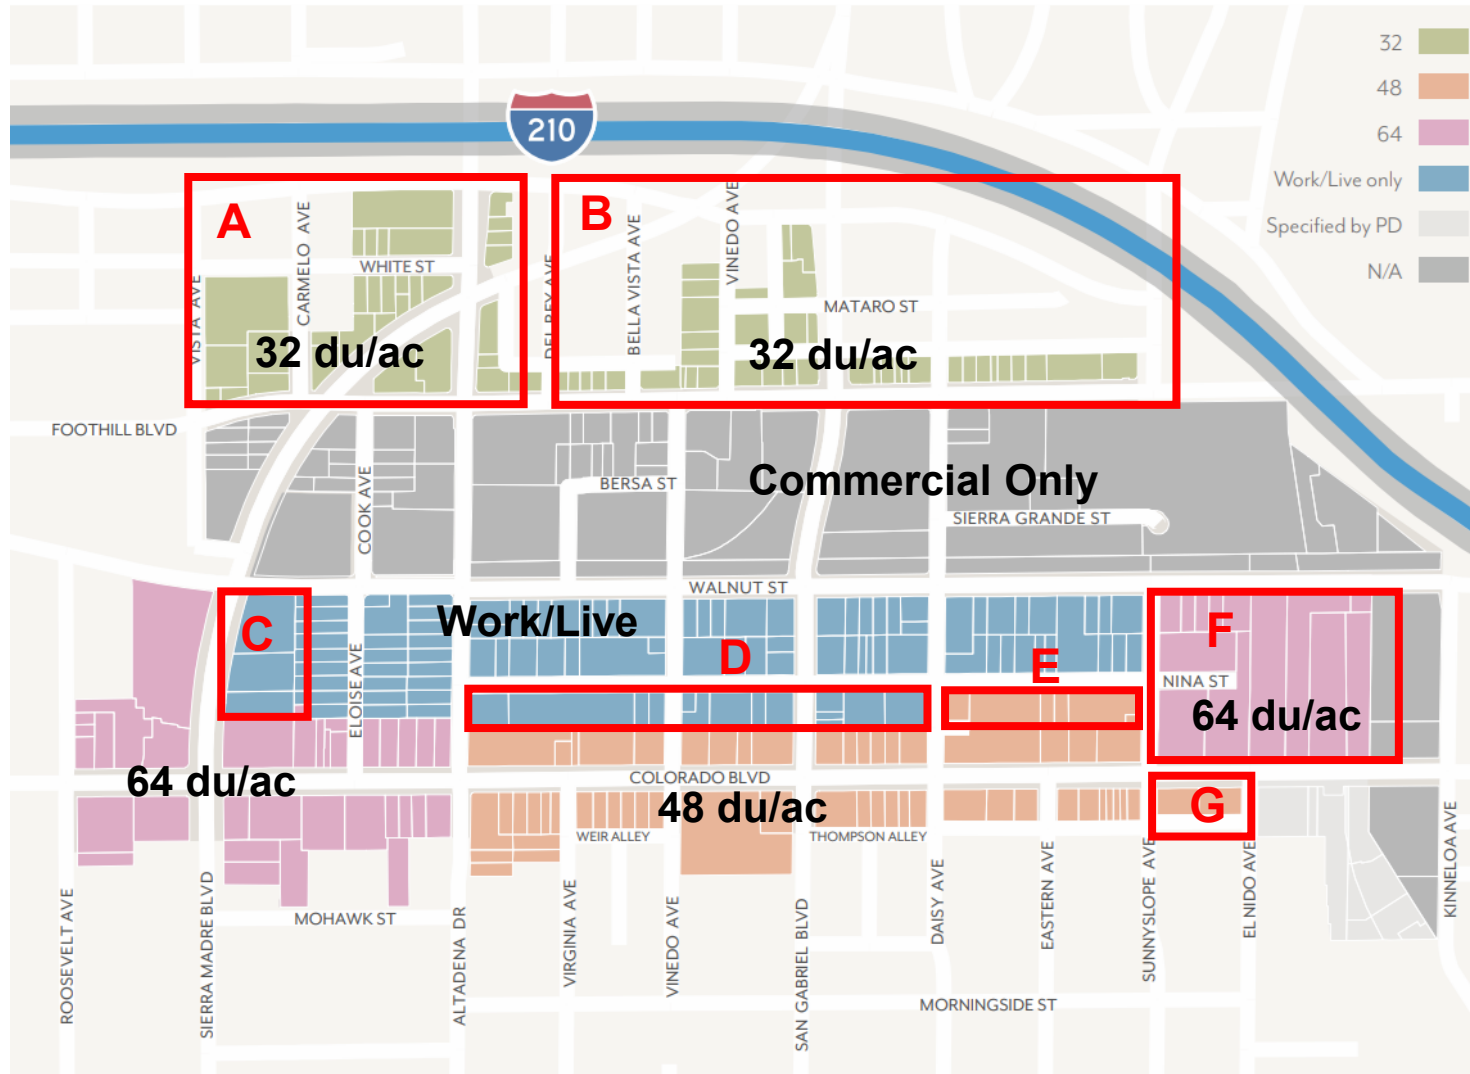 32
48
64
Work/Live only
Specified by PD
N/A
210
A
B
VISTA AVE
CARMELO AVE
WHITE ST
DEL REY AVE
BELLA VISTA AVE
VINEDO AVE
MATARO ST
32 du/ac
32 du/ac
FOOTHILL BLVD
COOK AVE
BERSA ST
Commercial Only
SIERRA GRANDE ST
WALNUT ST
C
Work/Live
D
E
F
ELOISE AVE
NINA ST
64 du/ac
64 du/ac
COLORADO BLVD
48 du/ac
G
WEIR ALLEY
THOMPSON ALLEY
ROOSEVELT AVE
SIERRA MADRE BLVD
MOHAWK ST
ALTADENA DR
VIRGINIA AVE
VINEDO AVE
SAN GABRIEL BLVD
DAISY AVE
EASTERN AVE
SUNNYSLOPE AVE
EL NIDO AVE
KINNELOA AVE
MORNINGSIDE ST